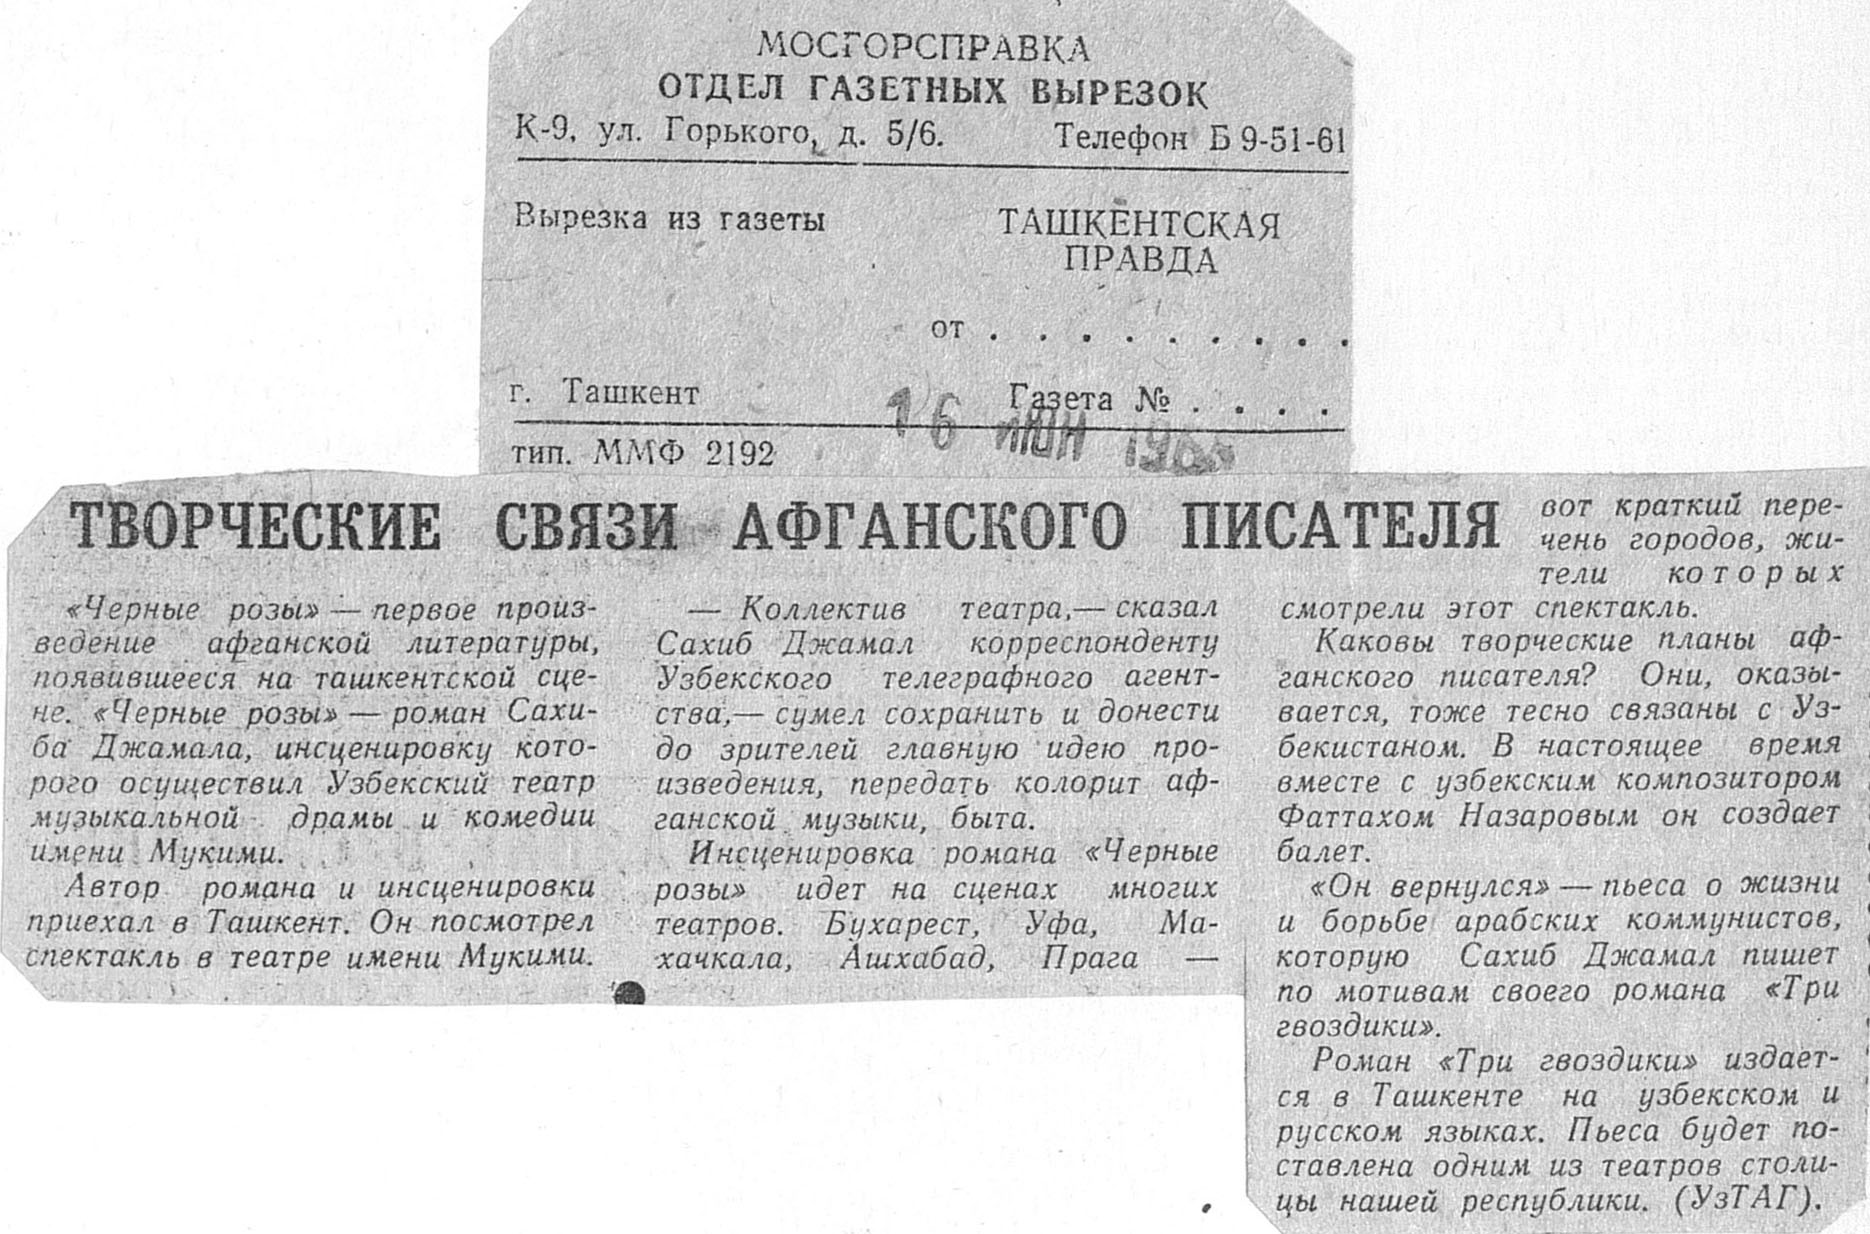 МОСГОРСПРАВКА
ОТДЕЛ ГАЗЕТНЫХ ВЫРЕЗОК
К-9, ул. Горького, д. 5/6. Телефон Б 9-51-61
Вырезка из газеты
ТАШКЕНТСКАЯ
ПРАВДА
от . . . . . . . . .
г. Ташкент Газета № . . . .
16 ИЮН
тип. ММФ 2192
ТВОРЧЕСКИЕ СВЯЗИ АФГАНСКОГО ПИСАТЕЛЯ
«Черные розы» — первое произ-
ведение афганской литературы,
появившееся на ташкентской сце-
не. «Черные розы» — роман Сахи-
ба Джамала, инсценировку кото-
рого осуществил Узбекский театр
музыкальной драмы и комедии
имени Мукими.
Автор романа и инсценировки
приехал в Ташкент. Он посмотрел
спектакль в театре имени Мукими.
— Коллектив театра,— сказал
Сахиб Джамал корреспонденту
Узбекского телеграфного агент-
ства,— сумел сохранить и донести
до зрителей главную идею про-
изведения, передать колорит аф-
ганской музыки, быта.
Инсценировка романа «Черные
розы» идет на сценах многих
театров. Бухарест, Уфа, Ма-
хачкала, Ашхабад, Прага —
вот краткий пере-
чень городов, жи-
тели которых
смотрели этот спектакль.
Каковы творческие планы аф-
ганского писателя? Они, оказы-
вается, тоже тесно связаны с Уз-
бекистаном. В настоящее время
вместе с узбекским композитором
Фаттахом Назаровым он создает
балет.
«Он вернулся» — пьеса о жизни
и борьбе арабских коммунистов,
которую Сахиб Джамал пишет
по мотивам своего романа «Три
гвоздики».
Роман «Три гвоздики» издает-
ся в Ташкенте на узбекском и
русском языках. Пьеса будет по-
ставлена одним из театров столи-
цы нашей республики. (УзТАГ).